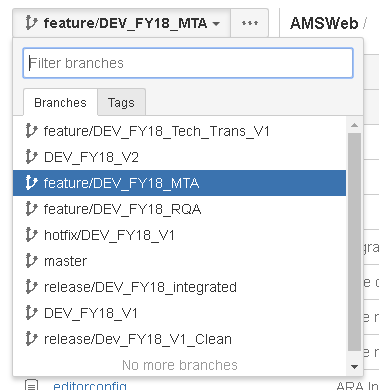 feature/DEV_FY18_MTA ... AMSWeb /
Filter branches
Branches Tags
feature/DEV_FY18_Tech_Trans_V1
DEV_FY18_V2
feature/DEV_FY18_MTA
feature/DEV_FY18_RQA
hotfix/DEV_FY18_V1
master
release/DEV_FY18_integrated
DEV_FY18_V1
release/DEV_FY18_V1_Clean
No more branches
editorconfig ARA In